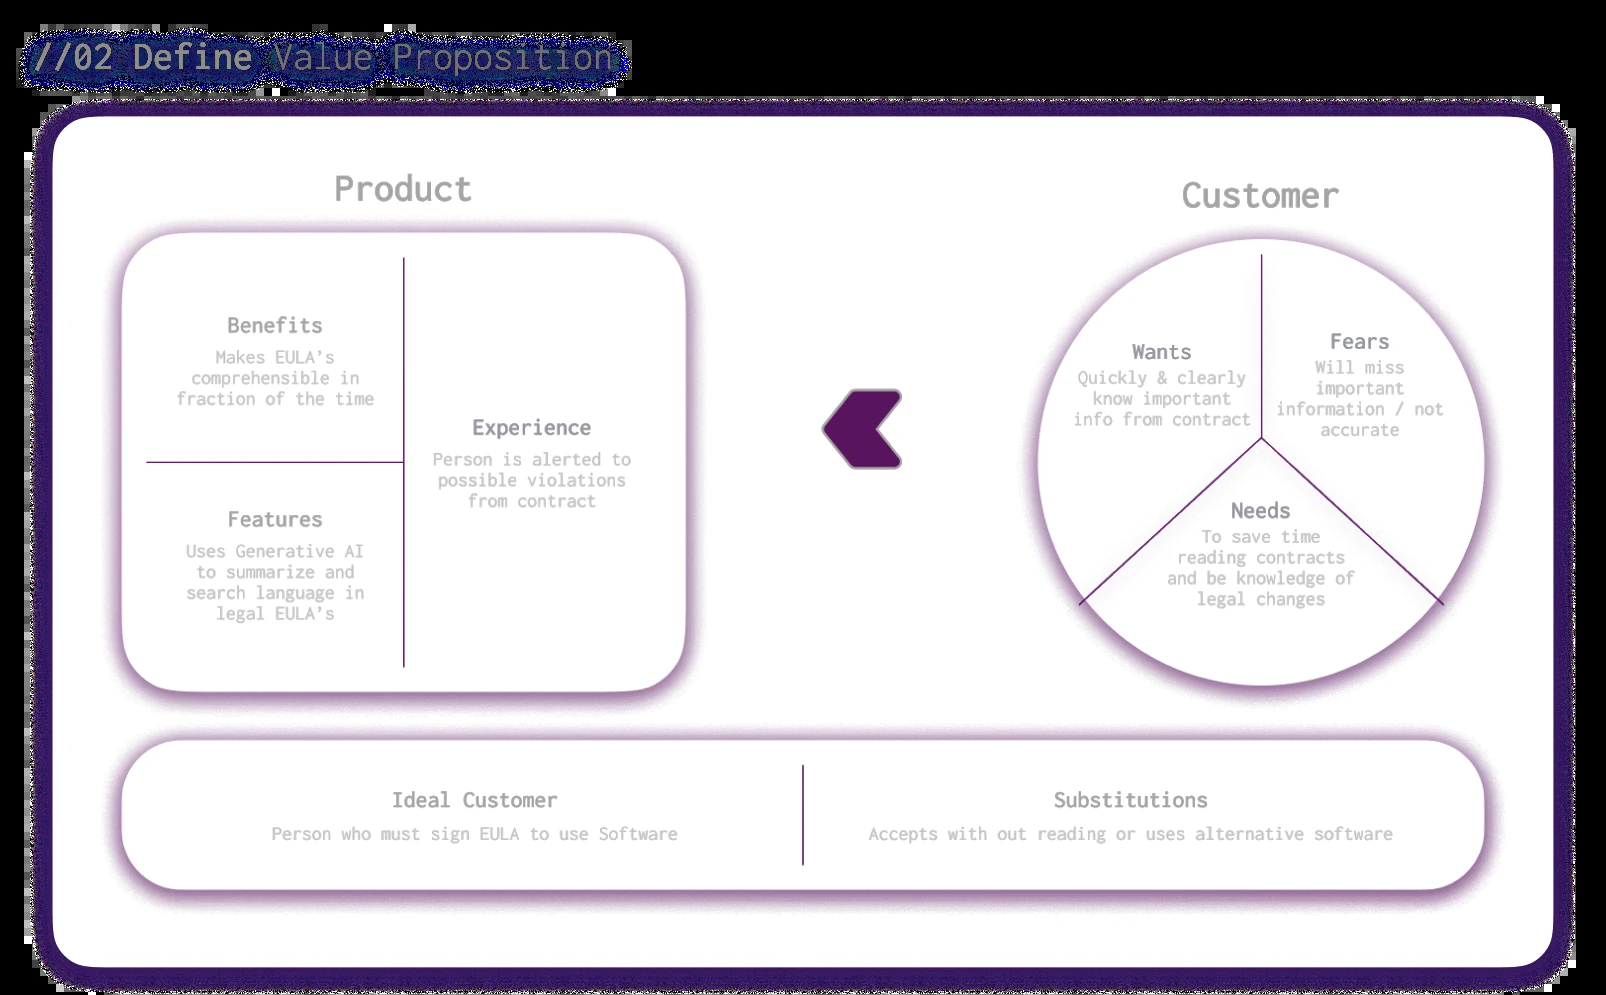 //02 Define Value Proposition
Product
Benefits
Makes EULA's
comprehensible in
fraction of the time
Features
Uses Generative AI
to summarize and
search language in
legal EULA's
Experience
Person is alerted to
possible violations
from contract
Customer
Wants
Quickly & clearly
know important
info from contract
Fears
Will miss
important
information / not
accurate
Needs
To save time
reading contracts
and be knowledge of
legal changes
Ideal Customer
Person who must sign EULA to use Software
Substitutions
Accepts with out reading or uses alternative software